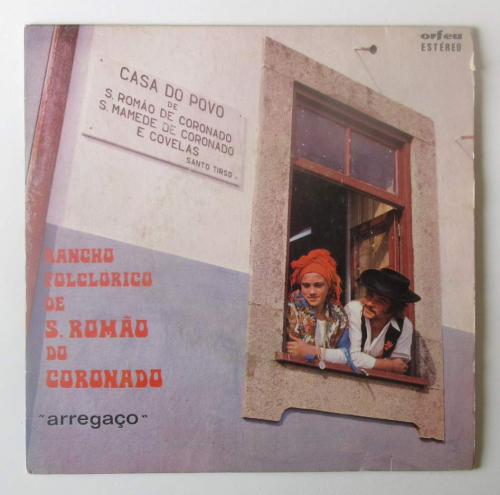 orfeu
ESTÉREO
CASA DO POVO
DE
S. ROMÃO DE CORONADO
S. MAMEDE DE CORONADO
E COVELAS
SANTO TIRSO -
RANCHO
FOLCLÓRICO
DE
S. ROMÃO
DO
CORONADO
"arregaço"